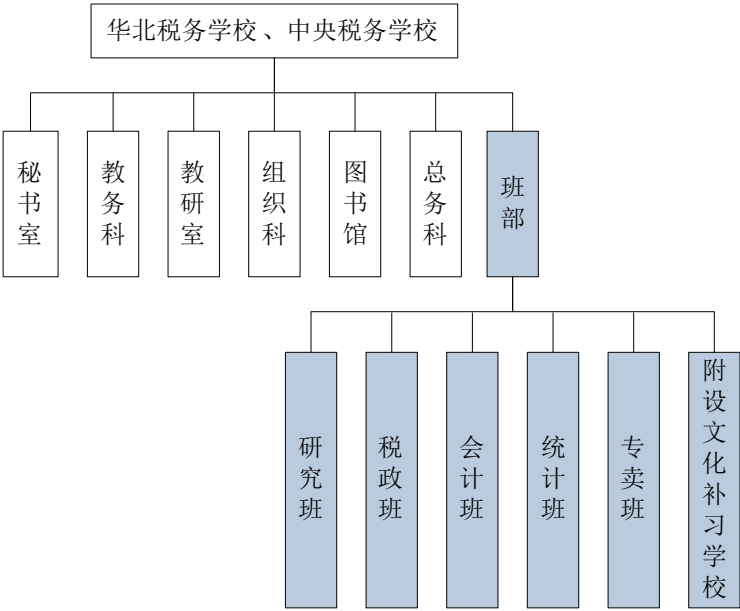 华北税务学校、中央税务学校
秘书室
教务科
教研室
组织科
图书馆
总务科
班部
研究班
税政班
会计班
统计班
专卖班
附设文化补习学校